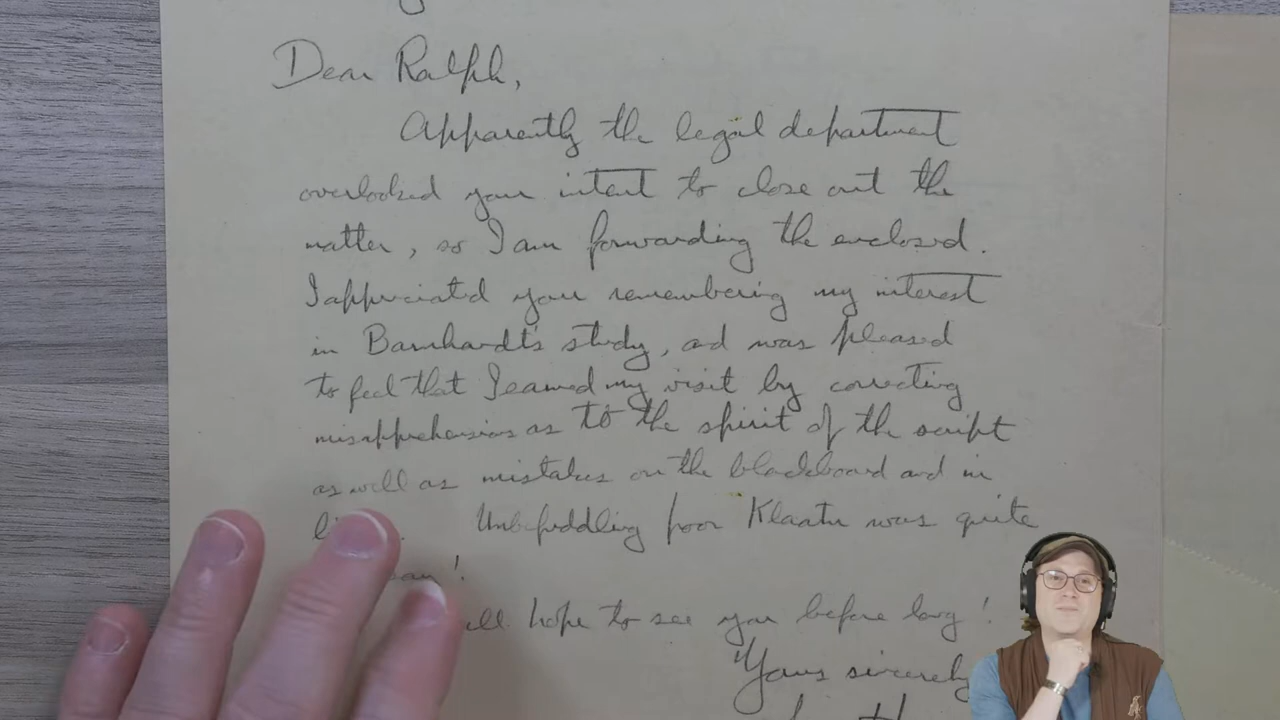 Dear Ralph,
Apparently the legal department
overlooked your intent to close out the
matter, so I am forwarding the enclosed.
I appreciated your remembering my interest
in Barnhardt's study, and was pleased
to feel that I earned my visit by correcting
misapprehensions as to the spirit of the script
as well as mistakes on the blackboard and in
Unbefuddling poor Klaatu was quite
hope to see you before long!
Yours sincerely